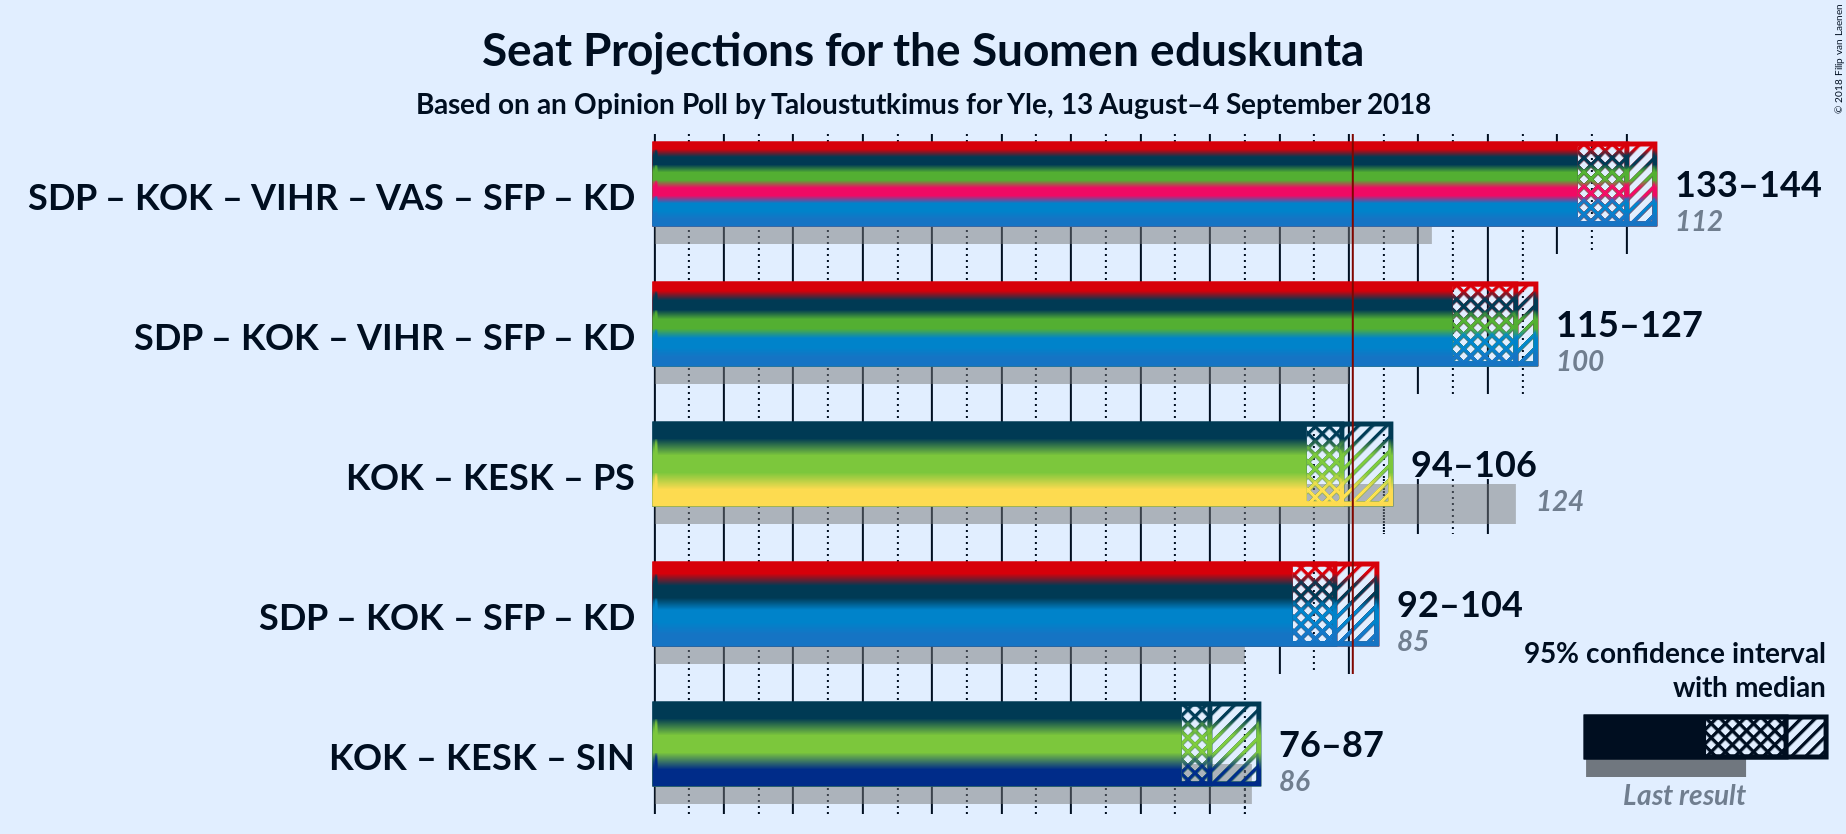 Seat Projections for the Suomen eduskunta
Based on an Opinion Poll by Taloustutkimus for Yle, 13 August–4 September 2018
© 2018 Filip van Laenen
SDP – KOK – VIHR – VAS – SFP – KD
133–144
112
SDP – KOK – VIHR – SFP – KD
115–127
100
KOK – KESK – PS
94–106
124
SDP – KOK – SFP – KD
92–104
85
KOK – KESK – SIN
76–87
86
95% confidence interval
with median
Last result